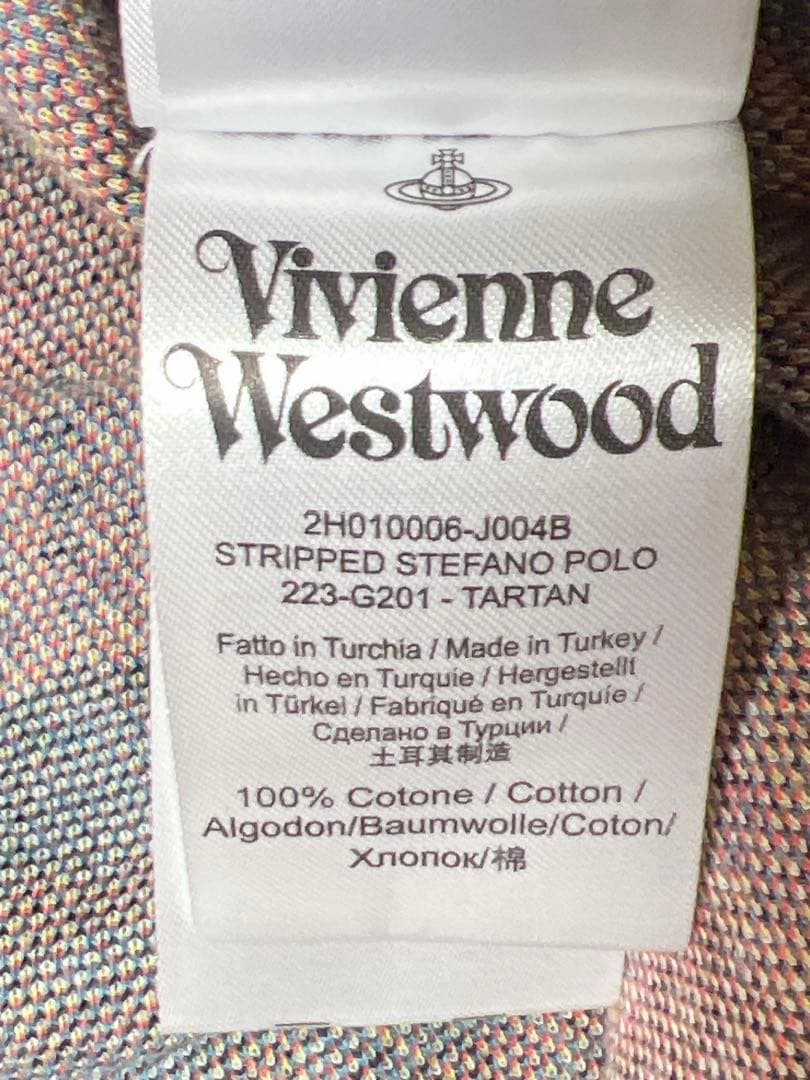 Vivienne
Westwood
2H010006-J004B
STRIPPED STEFANO POLO
223-G201 - TARTAN
Fatto in Turchia / Made in Turkey /
Hecho en Turquie / Hergestellt
in Türkei / Fabriqué en Turquie /
Сделано в Турции /
土耳其制造
100% Cotone / Cotton /
Algodon/Baumwolle/Coton/
Хлопок/棉